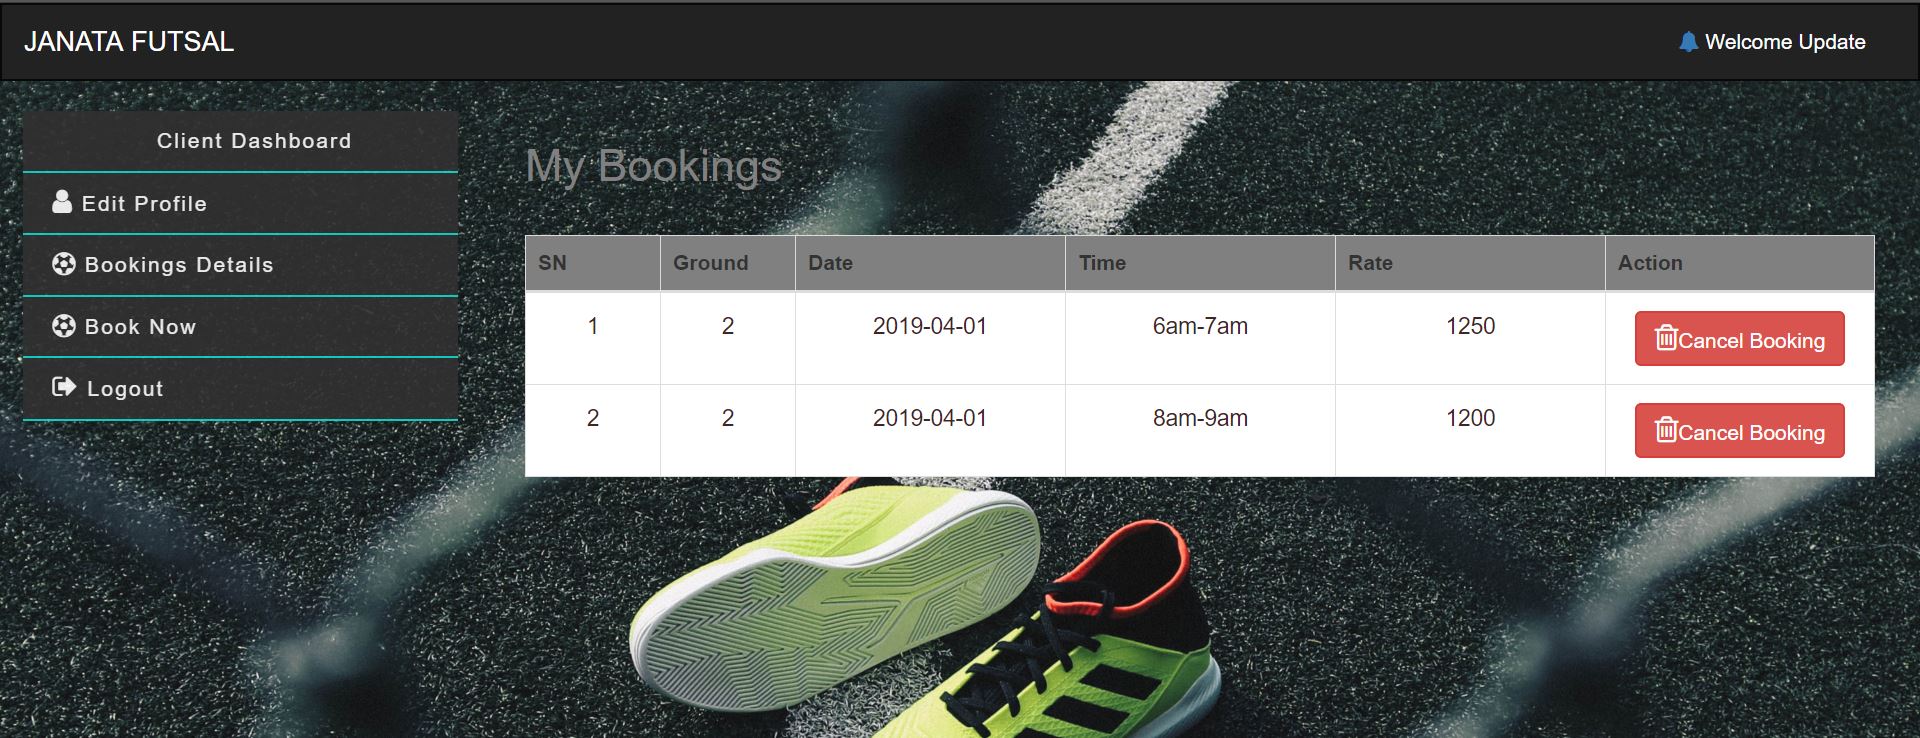 JANATA FUTSAL
Welcome Update
Client Dashboard
Edit Profile
Bookings Details
Book Now
Logout
My Bookings
SN Ground Date Time Rate Action
1 2 2019-04-01 6am-7am 1250 Cancel Booking
2 2 2019-04-01 8am-9am 1200 Cancel Booking